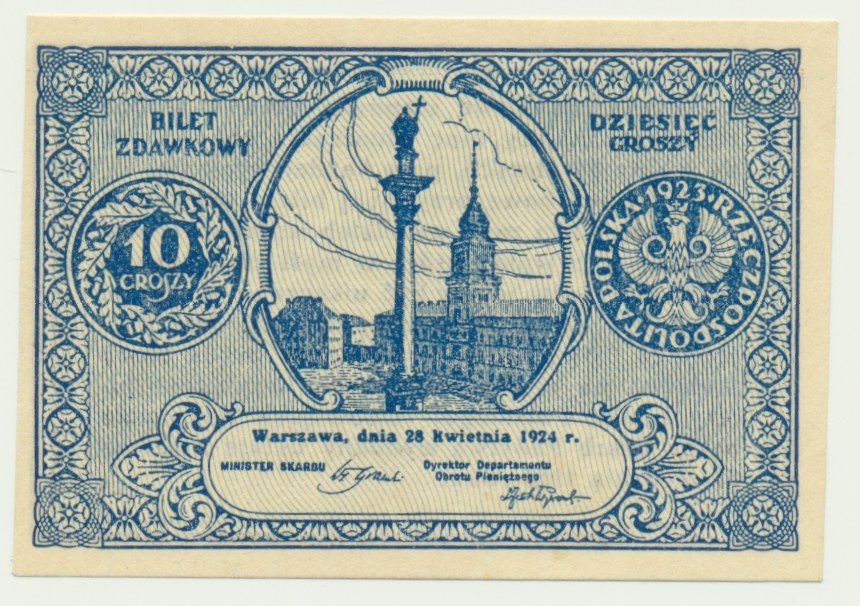 BILET
ZDAWKOWY
DZIESIĘĆ
GROSZY
10
GROSZY
RZECZPOSPOLITA POLSKA·1923·
Warszawa, dnia 28 kwietnia 1924 r.
MINISTER SKARBU
Dyrektor Departamentu
Obrotu Pieniężnego